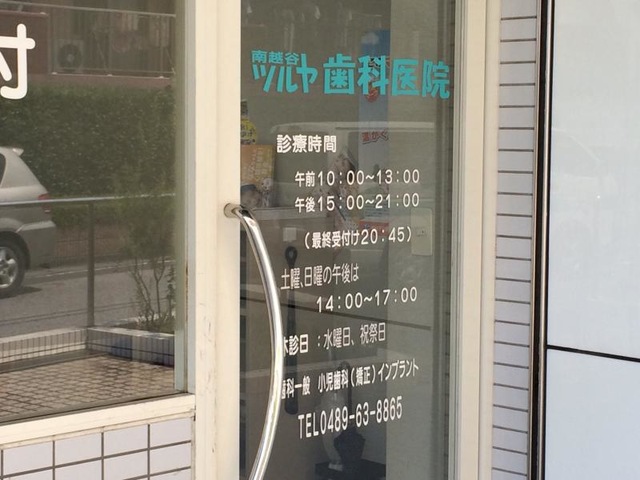 付
南越谷
ツルヤ歯科医院
診療時間
午前10:00～13:00
午後15:00～21:00
(最終受付け20:45)
土曜、日曜の午後は
14:00～17:00
休診日:水曜日、祝祭日
歯科一般 小児歯科(矯正)インプラント
TEL0489-63-8865